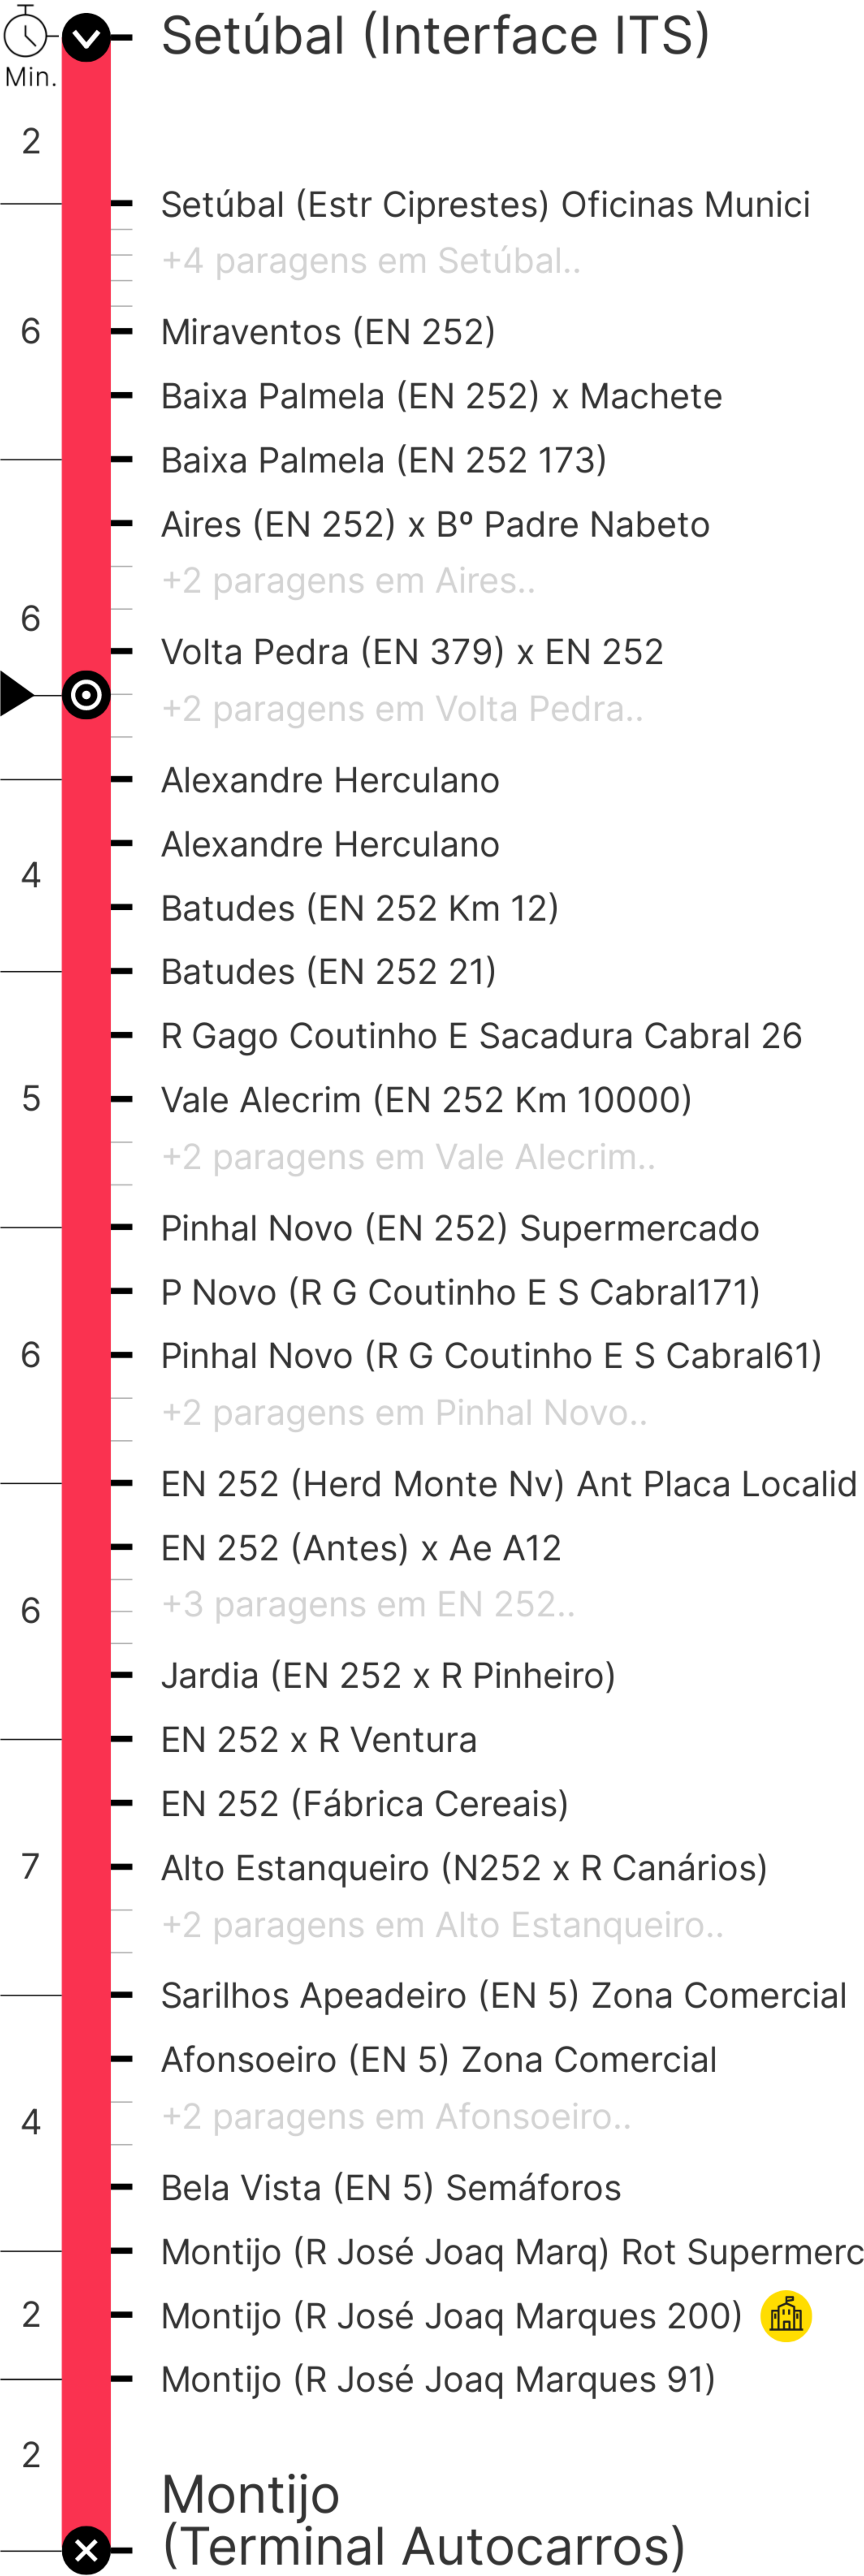 Setúbal (Interface ITS)
Min.
2
Setúbal (Estr Ciprestes) Oficinas Munici
+4 paragens em Setúbal..
6
Miraventos (EN 252)
Baixa Palmela (EN 252) x Machete
Baixa Palmela (EN 252 173)
Aires (EN 252) x Bº Padre Nabeto
+2 paragens em Aires..
6
Volta Pedra (EN 379) x EN 252
+2 paragens em Volta Pedra..
Alexandre Herculano
Alexandre Herculano
4
Batudes (EN 252 Km 12)
Batudes (EN 252 21)
R Gago Coutinho E Sacadura Cabral 26
5
Vale Alecrim (EN 252 Km 10000)
+2 paragens em Vale Alecrim..
Pinhal Novo (EN 252) Supermercado
P Novo (R G Coutinho E S Cabral171)
6
Pinhal Novo (R G Coutinho E S Cabral61)
+2 paragens em Pinhal Novo..
EN 252 (Herd Monte Nv) Ant Placa Localid
EN 252 (Antes) x Ae A12
6
+3 paragens em EN 252..
Jardia (EN 252 x R Pinheiro)
EN 252 x R Ventura
EN 252 (Fábrica Cereais)
7
Alto Estanqueiro (N252 x R Canários)
+2 paragens em Alto Estanqueiro..
Sarilhos Apeadeiro (EN 5) Zona Comercial
Afonsoeiro (EN 5) Zona Comercial
4
+2 paragens em Afonsoeiro..
Bela Vista (EN 5) Semáforos
Montijo (R José Joaq Marq) Rot Supermerc
2
Montijo (R José Joaq Marques 200)
Montijo (R José Joaq Marques 91)
2
Montijo
(Terminal Autocarros)